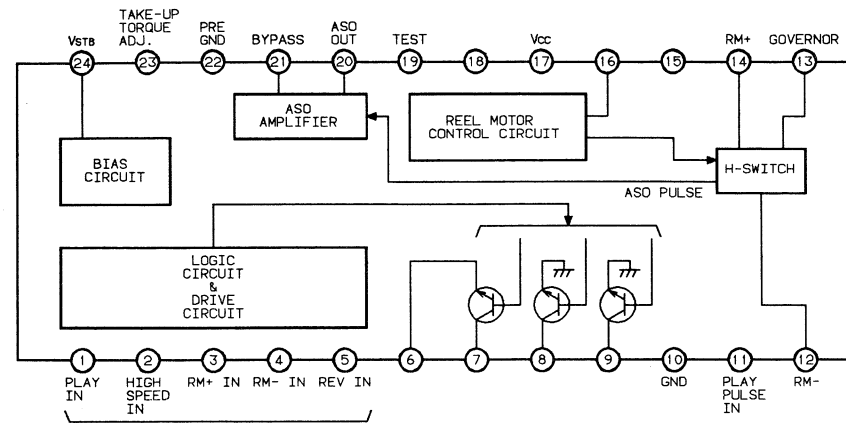 VSTB
TAKE-UP
TORQUE
ADJ.
PRE
GND
BYPASS
ASO
OUT
TEST
Vcc
RM+
GOVERNOR
24
23
22
21
20
19
18
17
16
15
14
13
ASO
AMPLIFIER
REEL MOTOR
CONTROL CIRCUIT
BIAS
CIRCUIT
H-SWITCH
ASO PULSE
LOGIC
CIRCUIT
&
DRIVE
CIRCUIT
1
2
3
4
5
6
7
8
9
10
11
12
PLAY
IN
HIGH
SPEED
IN
RM+ IN
RM- IN
REV IN
GND
PLAY
PULSE
IN
RM-